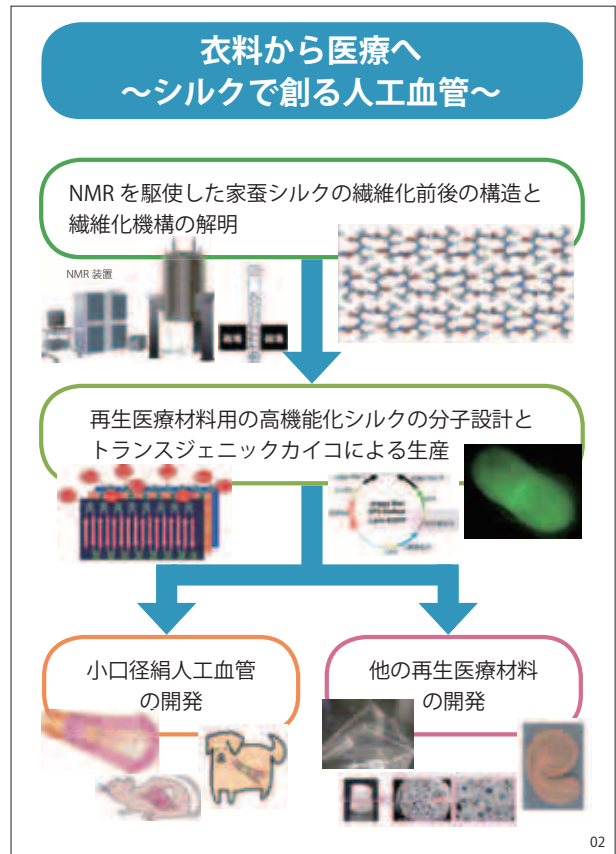 衣料から医療へ
～シルクで創る人工血管～
NMR を駆使した家蚕シルクの繊維化前後の構造と
繊維化機構の解明
NMR 装置
再生医療材料用の高機能化シルクの分子設計と
トランスジェニックカイコによる生産
小口径絹人工血管
の開発
他の再生医療材料
の開発
02